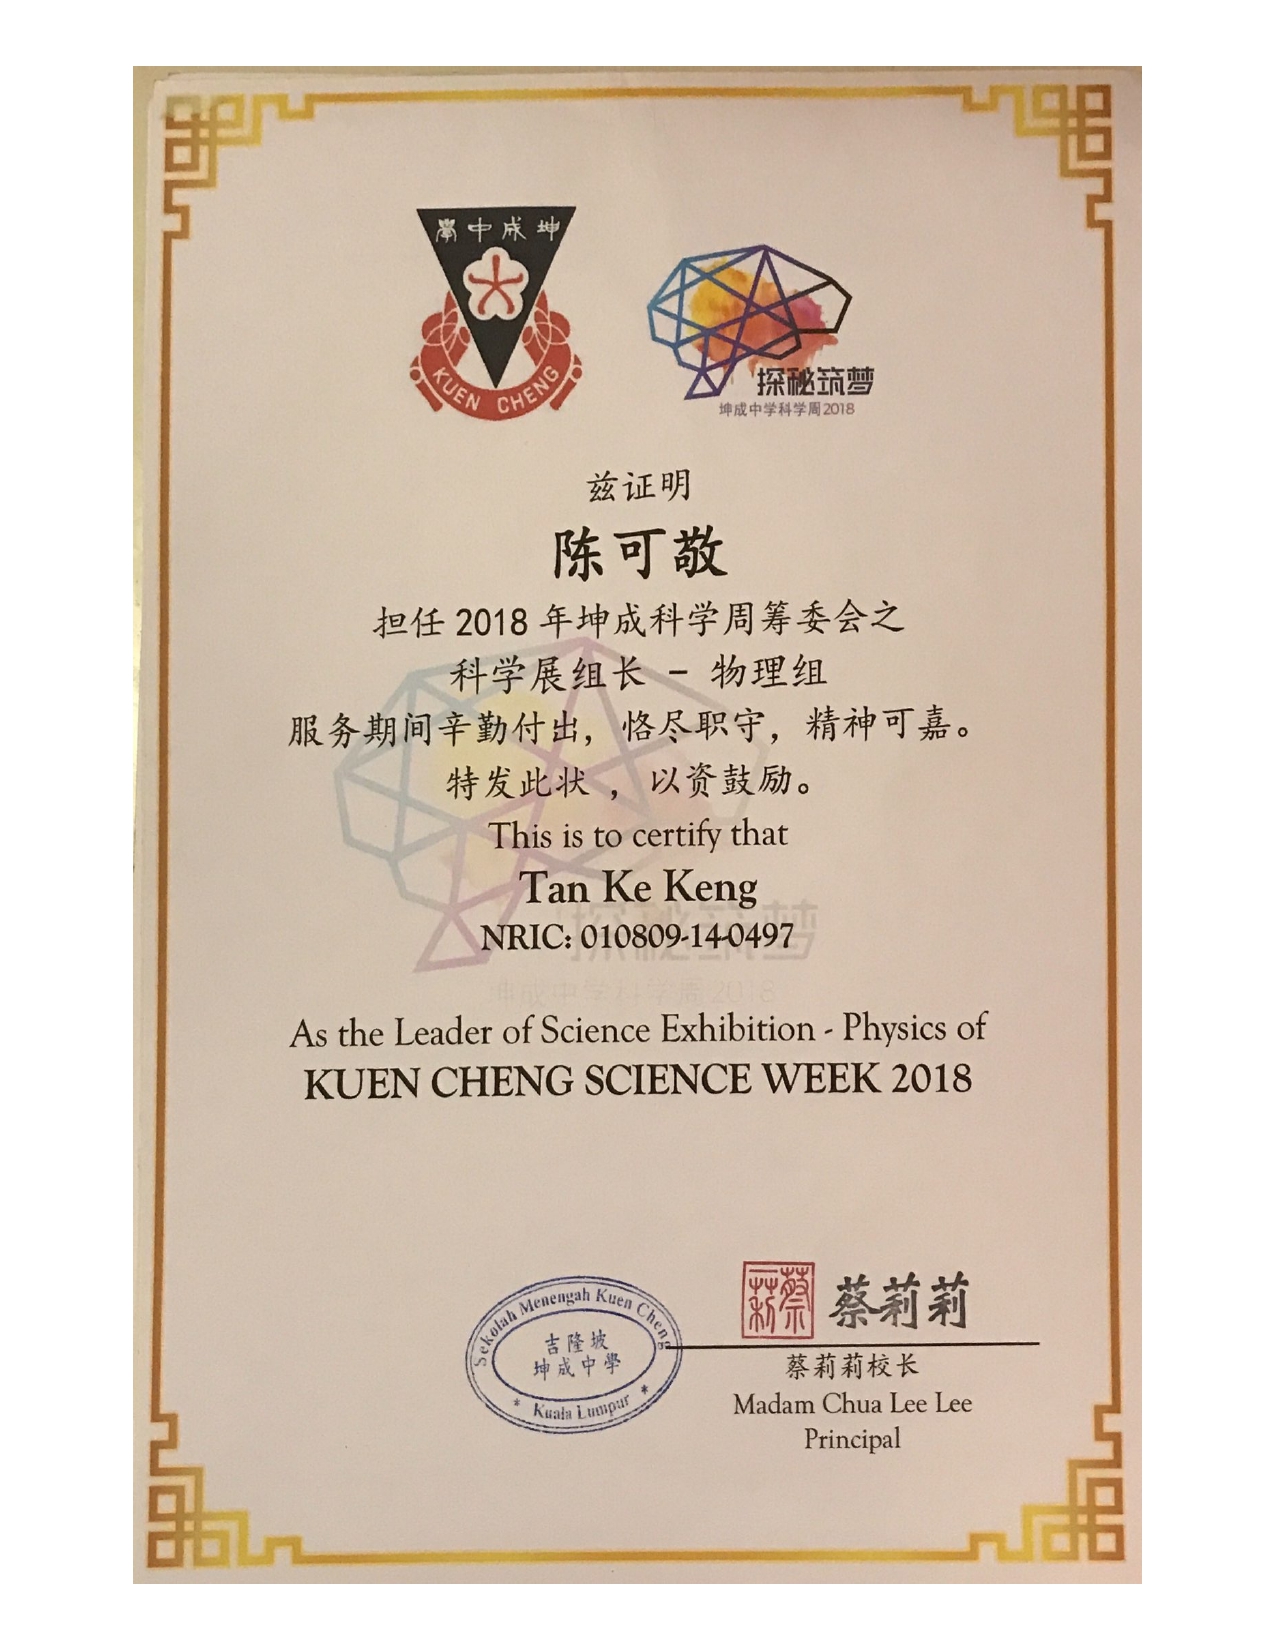 學中成坤
KUEN CHENG
探秘筑梦
坤成中学科学周2018
兹证明
陈可敬
担任 2018 年坤成科学周筹委会之
科学展组长 – 物理组
服务期间辛勤付出，恪尽职守，精神可嘉。
特发此状 ，以资鼓励。
This is to certify that
Tan Ke Keng
NRIC: 010809-14-0497
探秘筑梦
坤成中学科学周2018
As the Leader of Science Exhibition - Physics of
KUEN CHENG SCIENCE WEEK 2018
Sekolah Menengah Kuen Cheng
吉隆坡
坤成中學
* Kuala Lumpur *
蔡莉莉
蔡莉莉
蔡莉莉校长
Madam Chua Lee Lee
Principal